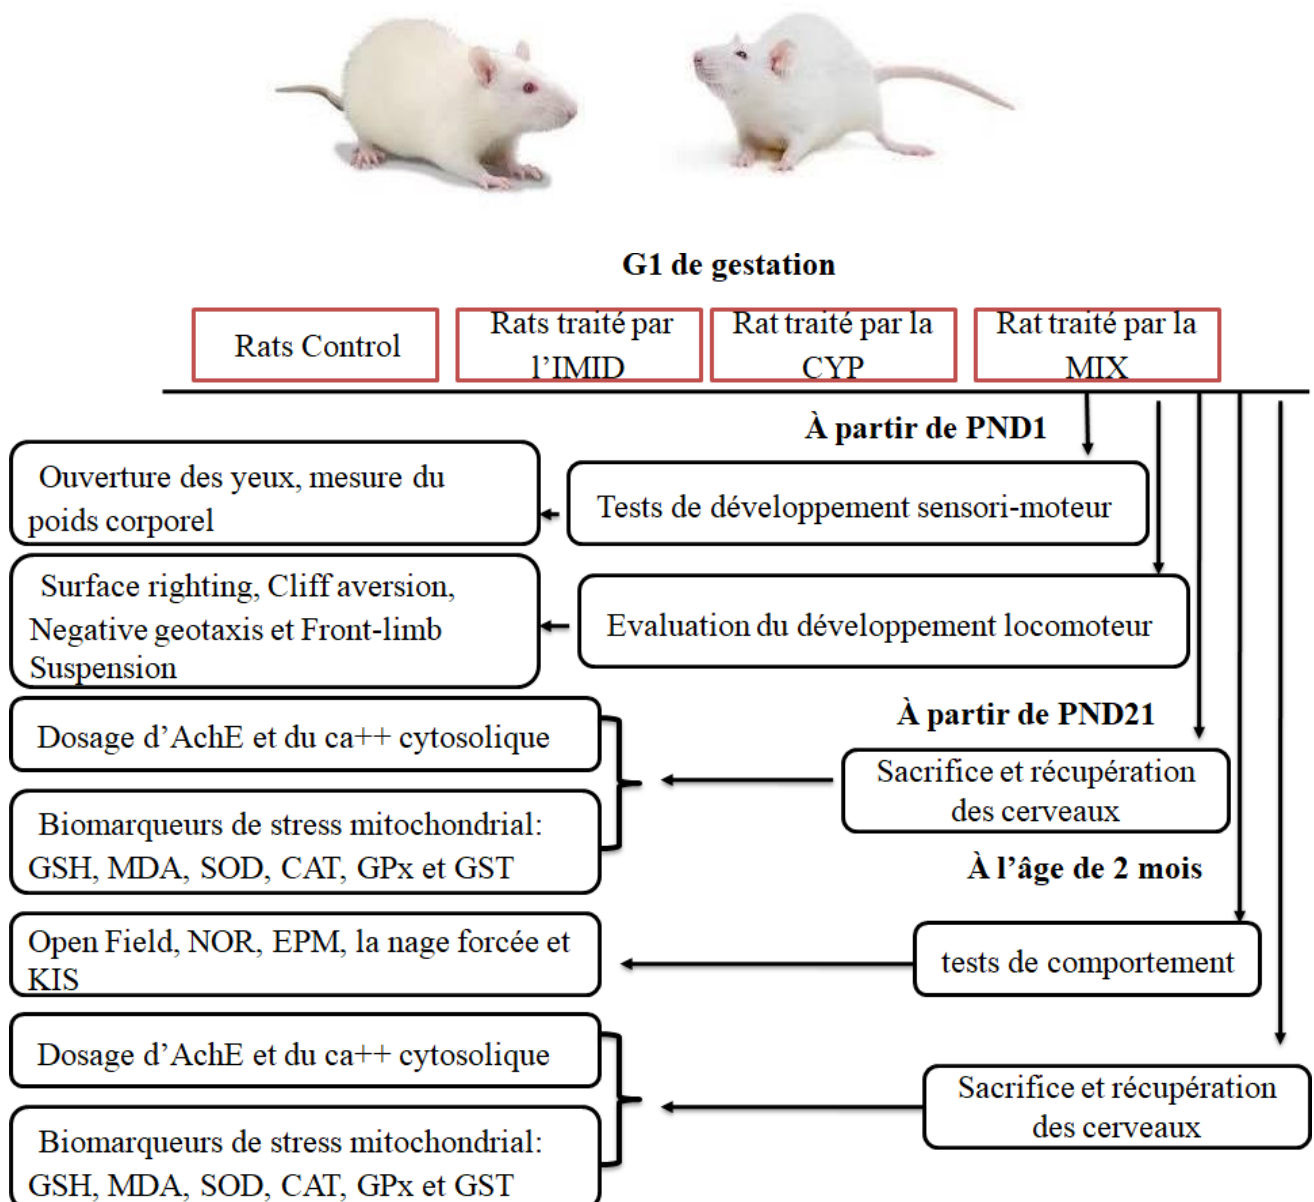 G1 de gestation
Rats Control
Rats traité par
l’IMID
Rat traité par la
CYP
Rat traité par la
MIX
À partir de PND1
Ouverture des yeux, mesure du
poids corporel
Tests de développement sensori-moteur
Surface righting, Cliff aversion,
Negative geotaxis et Front-limb
Suspension
Evaluation du développement locomoteur
À partir de PND21
Dosage d’AchE et du ca++ cytosolique
Sacrifice et récupération
des cerveaux
Biomarqueurs de stress mitochondrial:
GSH, MDA, SOD, CAT, GPx et GST
À l’âge de 2 mois
Open Field, NOR, EPM, la nage forcée et
KIS
tests de comportement
Dosage d’AchE et du ca++ cytosolique
Sacrifice et récupération
des cerveaux
Biomarqueurs de stress mitochondrial:
GSH, MDA, SOD, CAT, GPx et GST